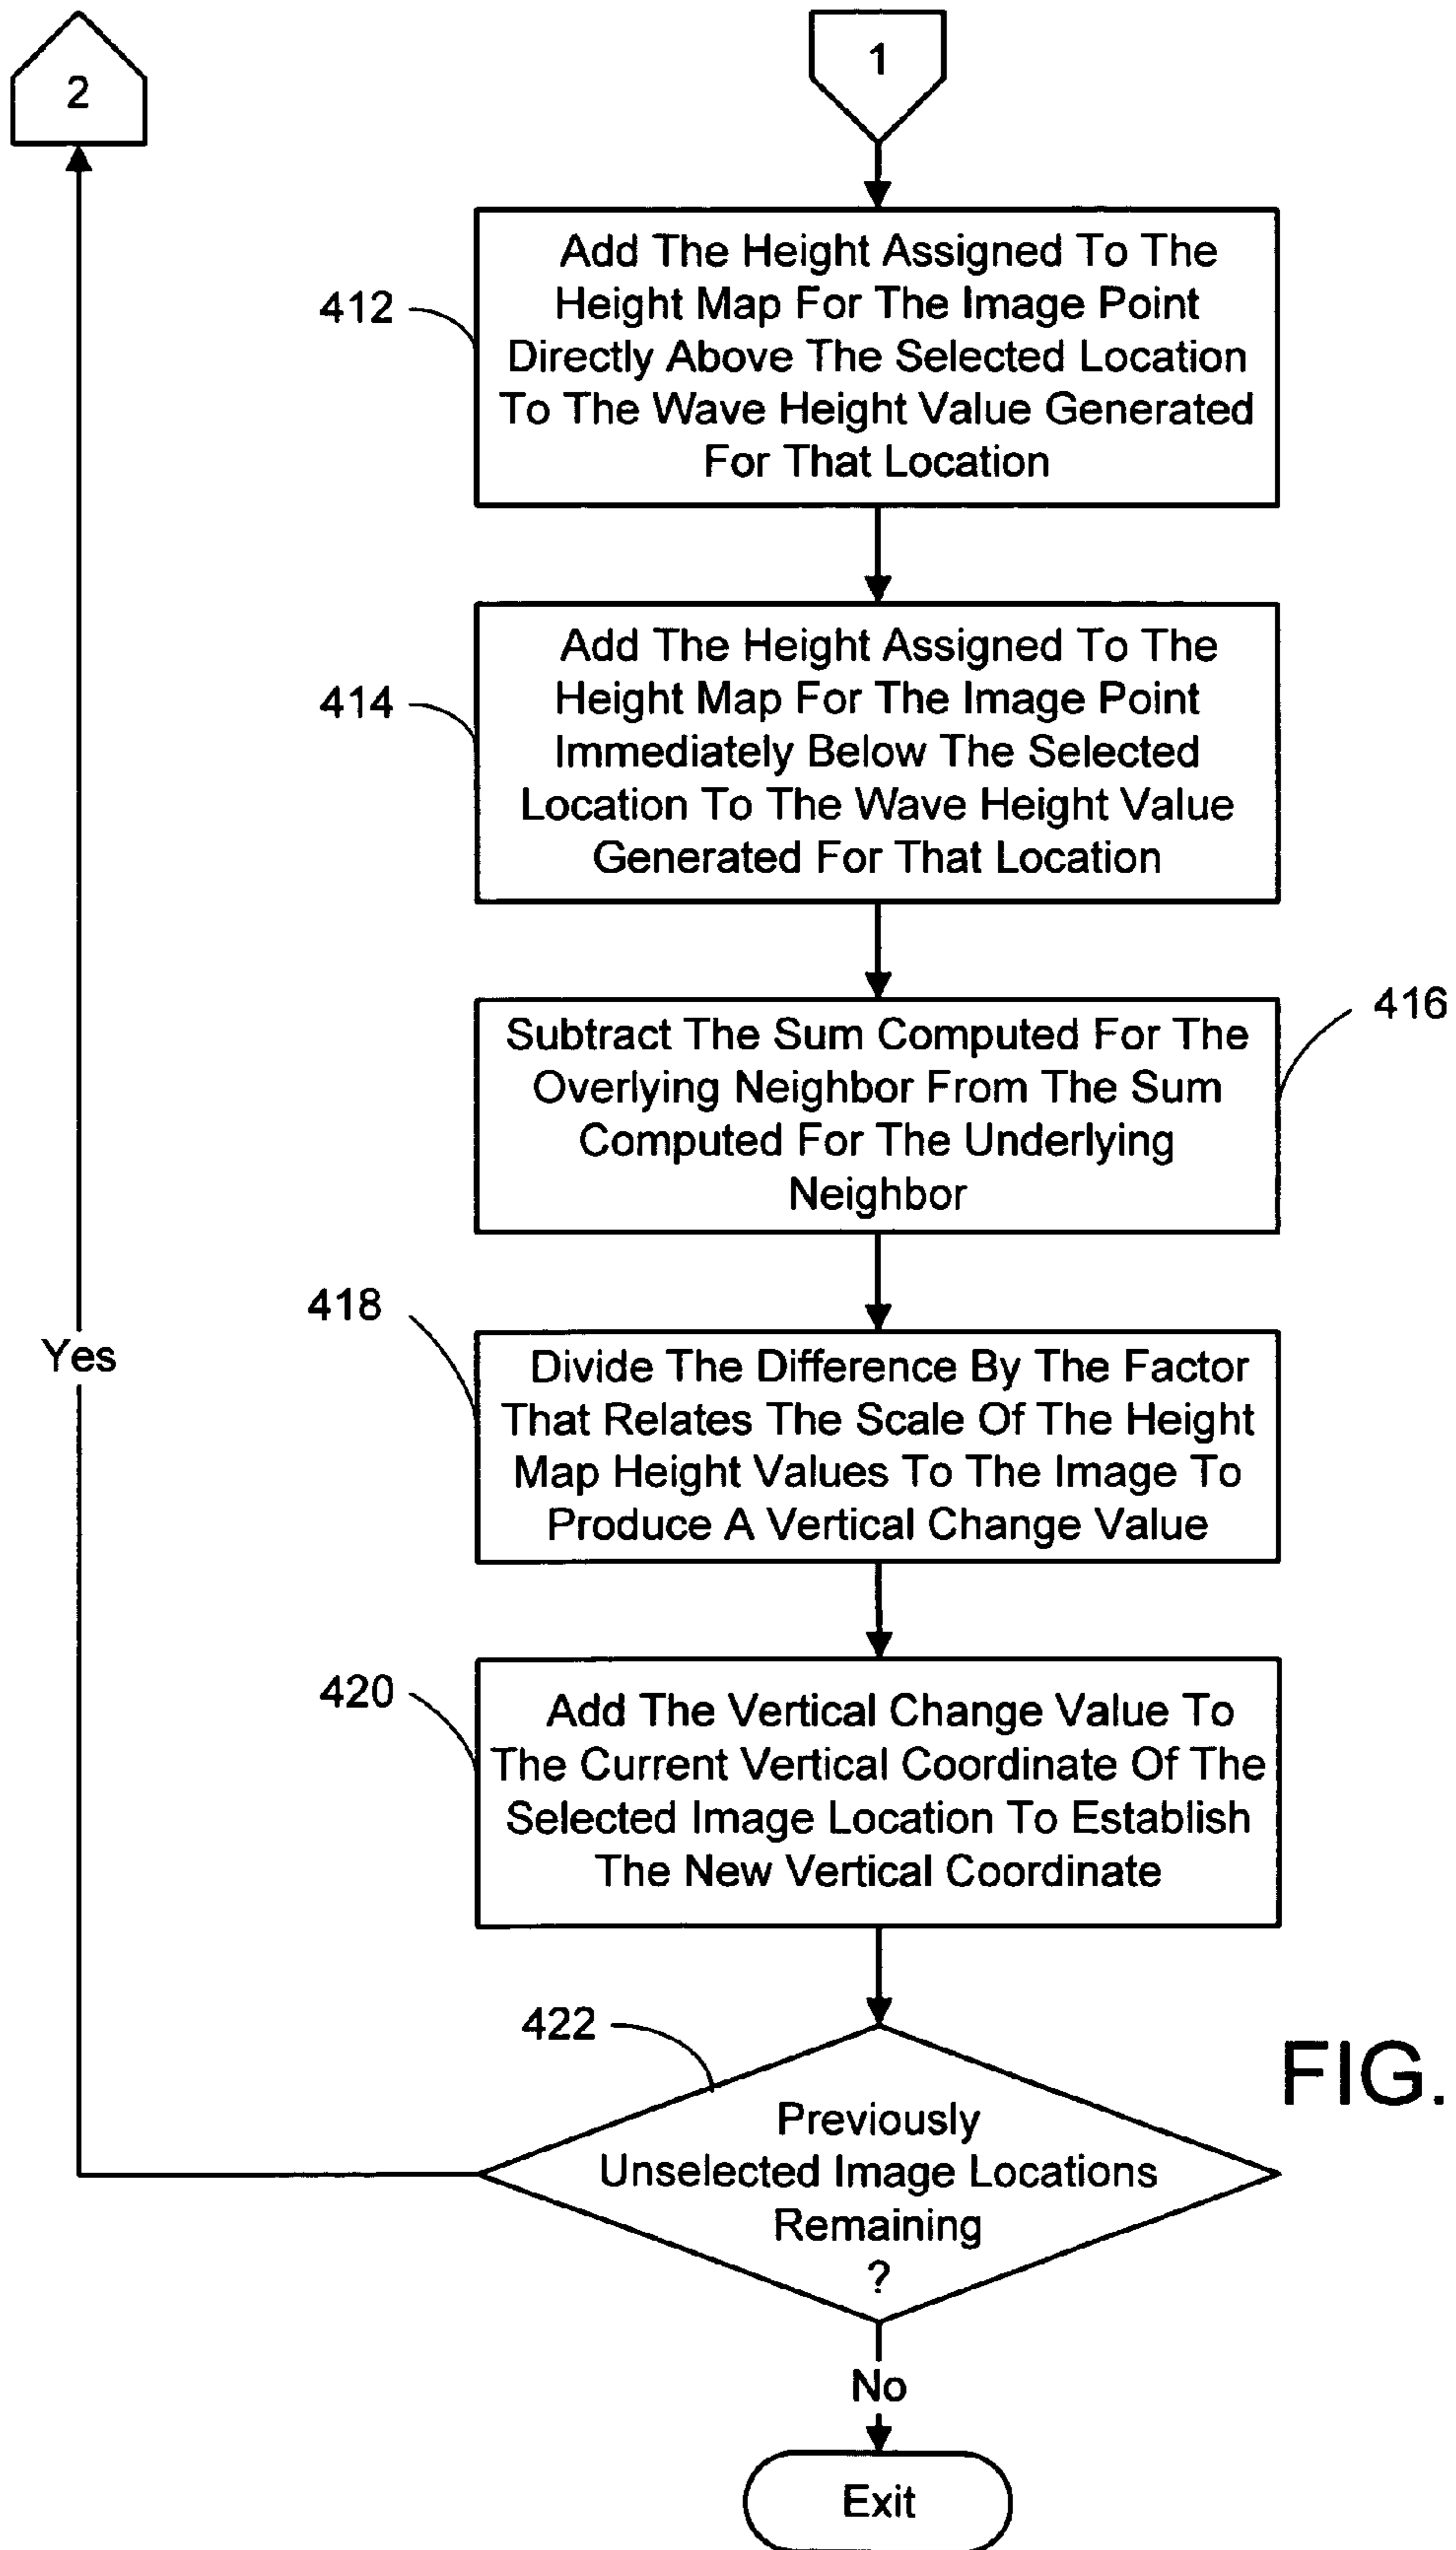 2
1
412
Add The Height Assigned To The
Height Map For The Image Point
Directly Above The Selected Location
To The Wave Height Value Generated
For That Location
414
Add The Height Assigned To The
Height Map For The Image Point
Immediately Below The Selected
Location To The Wave Height Value
Generated For That Location
416
Subtract The Sum Computed For The
Overlying Neighbor From The Sum
Computed For The Underlying
Neighbor
418
Divide The Difference By The Factor
That Relates The Scale Of The Height
Map Height Values To The Image To
Produce A Vertical Change Value
Yes
420
Add The Vertical Change Value To
The Current Vertical Coordinate Of The
Selected Image Location To Establish
The New Vertical Coordinate
422
Previously
Unselected Image Locations
Remaining
?
FIG.
No
Exit